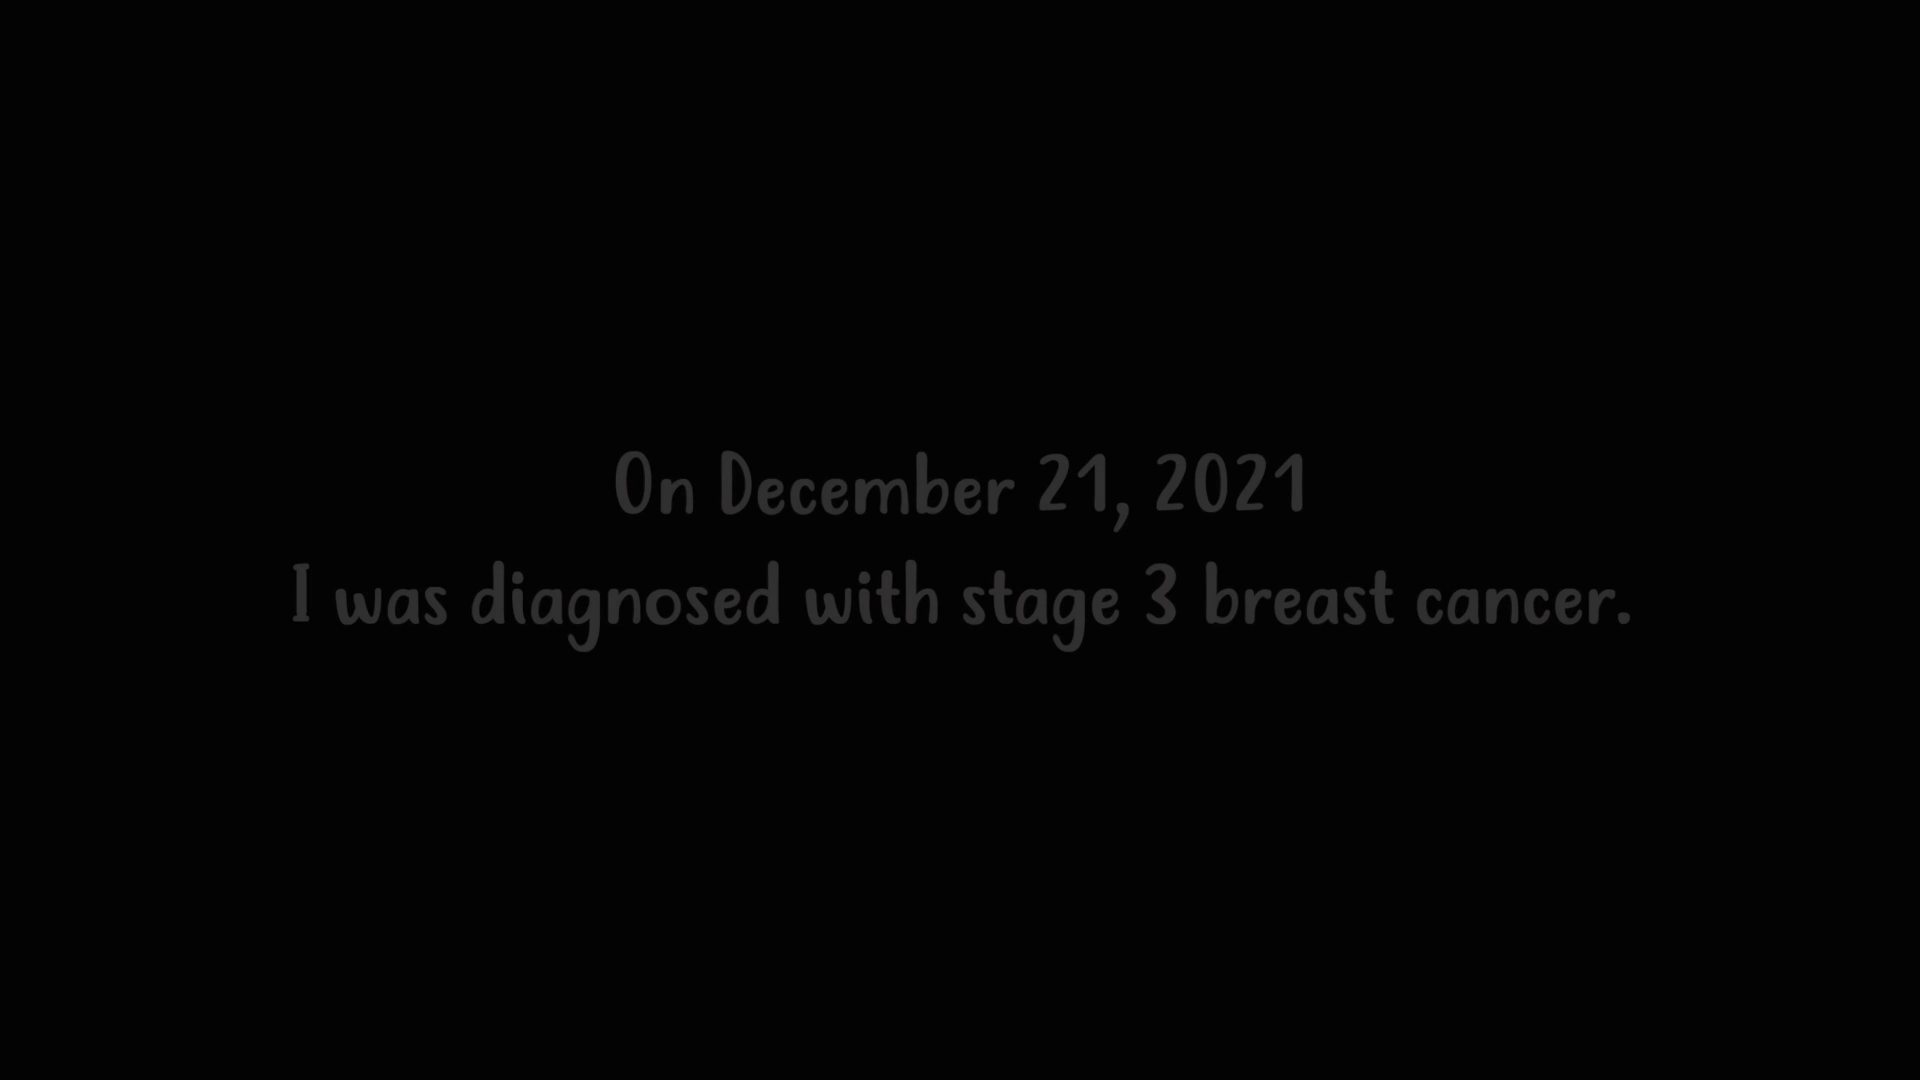 On December 21, 2021
I was diagnosed with stage 3 breast cancer.